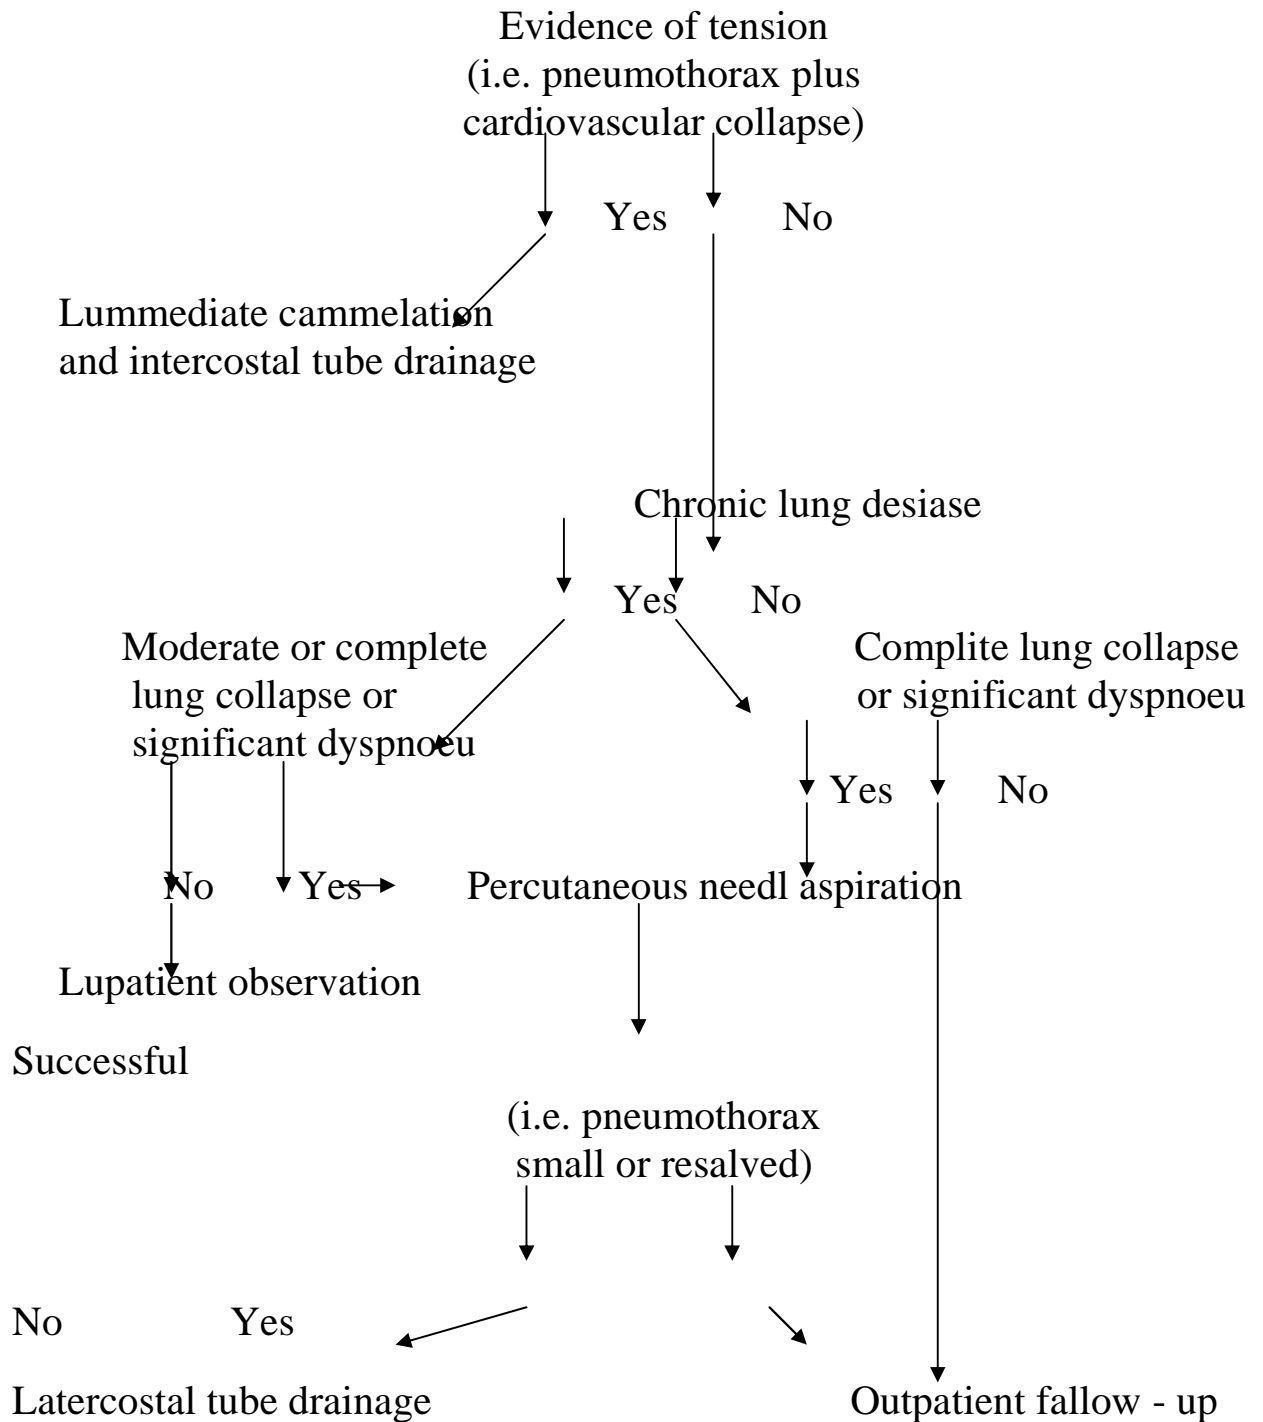 Evidence of tension
(i.e. pneumothorax plus
cardiovascular collapse)
Yes No
Lummediate cammelation
and intercostal tube drainage
Chronic lung desiase
Yes No
Moderate or complete
lung collapse or
significant dyspnoeu
Complite lung collapse
or significant dyspnoeu
Yes No
No Yes Percutaneous needl aspiration
Lupatient observation
Successful
(i.e. pneumothorax
small or resalved)
No Yes
Latercostal tube drainage Outpatient fallow - up